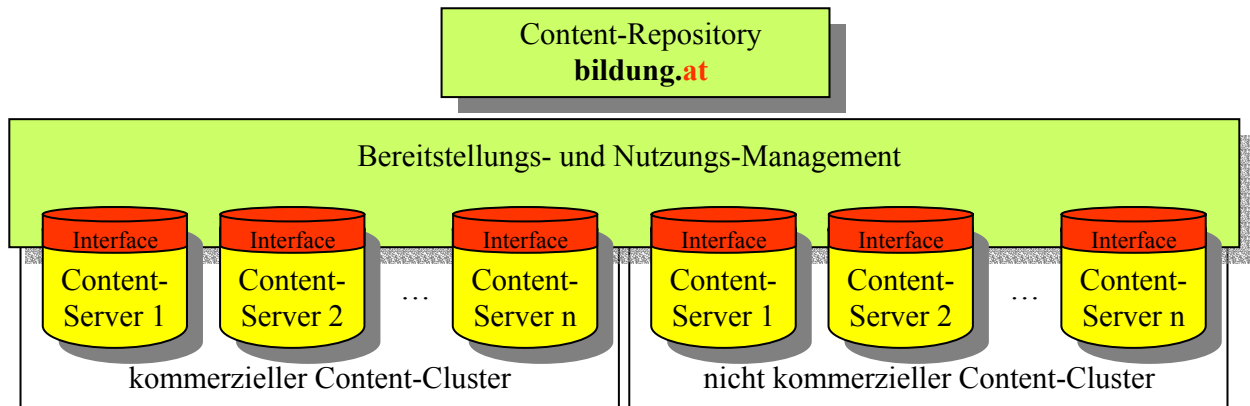 Content-Repository
bildung.at
Bereitstellungs- und Nutzungs-Management
Interface Interface Interface Interface Interface Interface
Content- Content- Content- Content- Content- Content-
Server 1 Server 2 … Server n Server 1 Server 2 … Server n
kommerzieller Content-Cluster nicht kommerzieller Content-Cluster